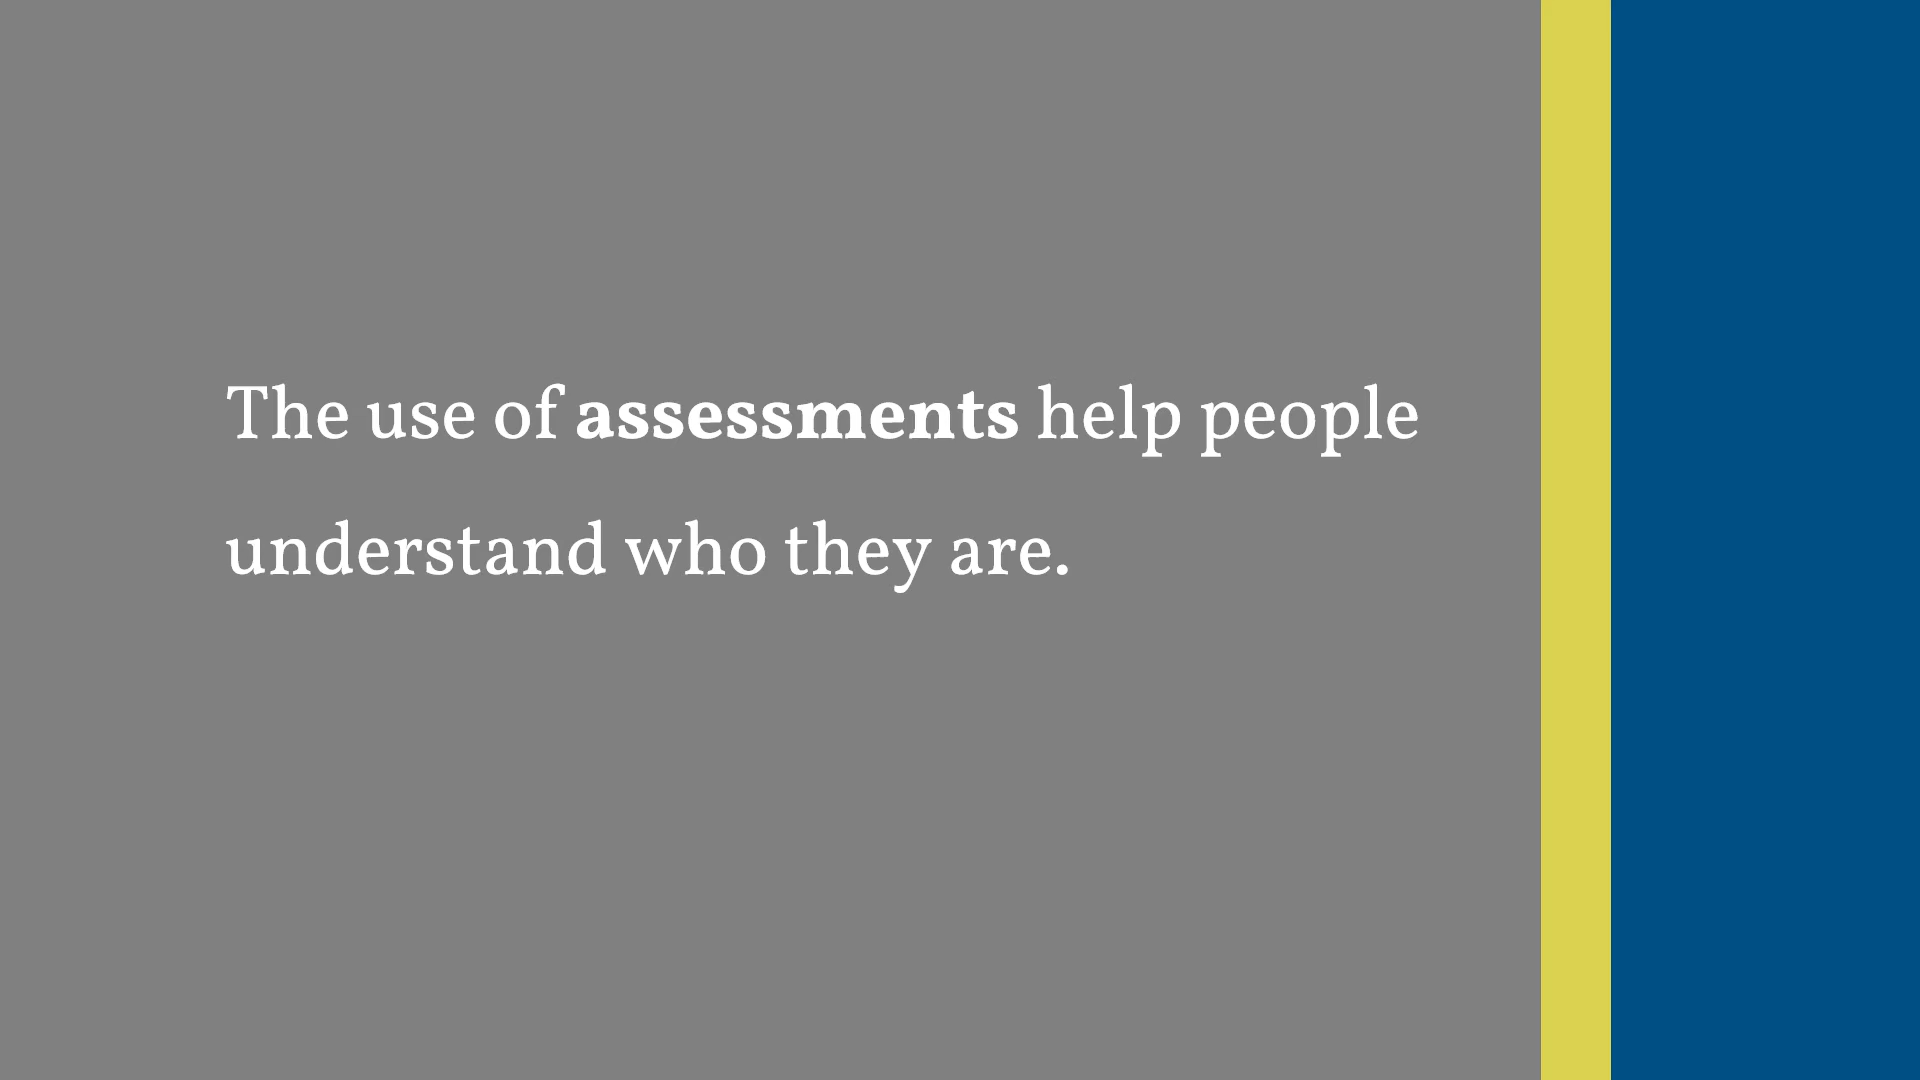 The use of assessments help people
understand who they are.